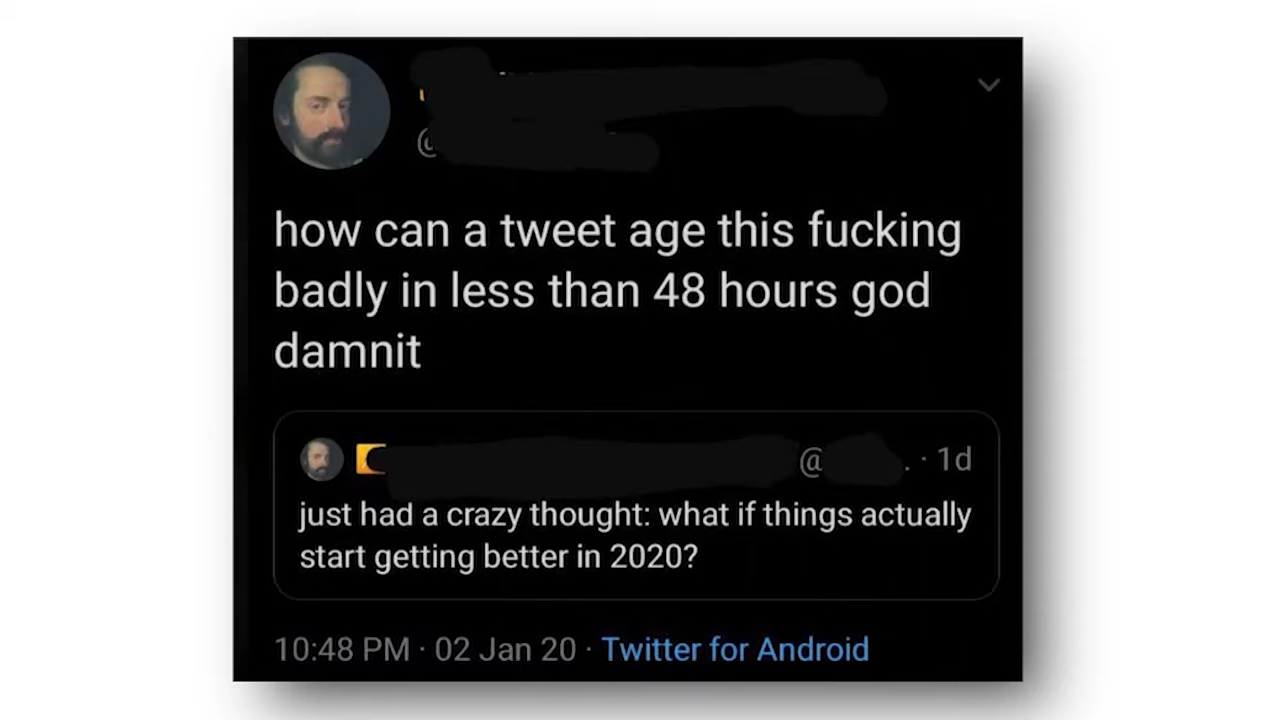 @
how can a tweet age this fucking
badly in less than 48 hours god
damnit
@ . · 1d
just had a crazy thought: what if things actually
start getting better in 2020?
10:48 PM · 02 Jan 20 · Twitter for Android